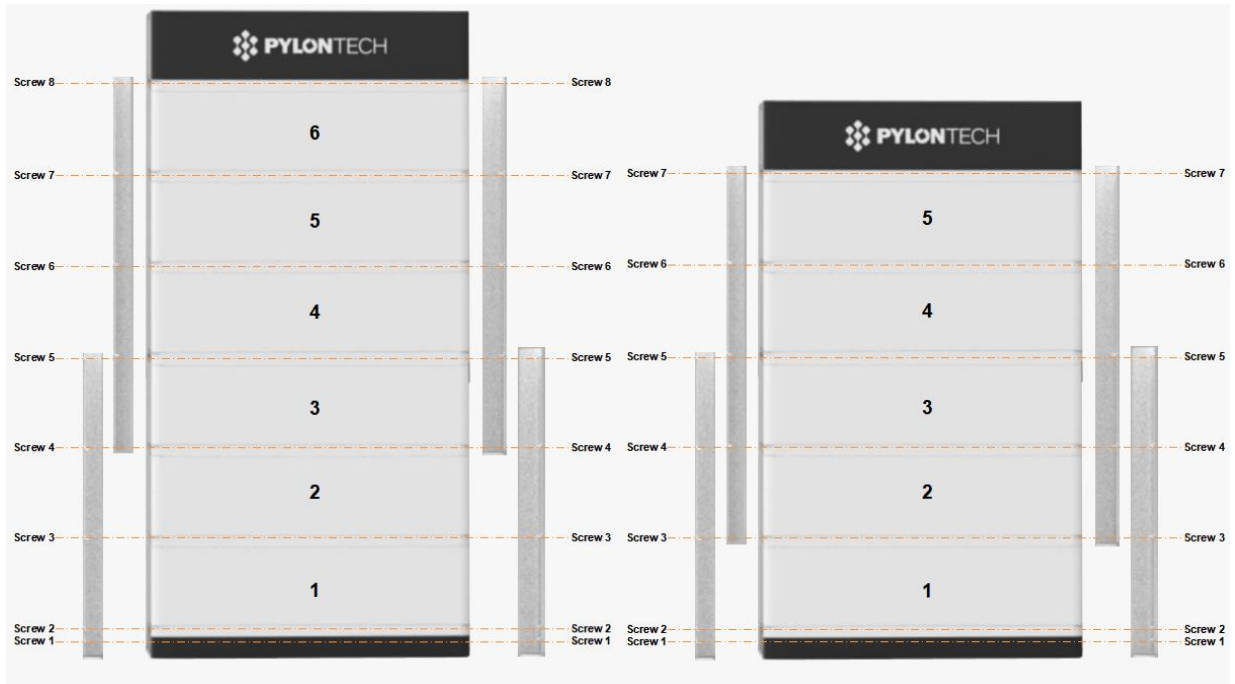 PYLONTECH
Screw 8 Screw 8
6
Screw 7 Screw 7
5
Screw 6 Screw 6
4
Screw 5 Screw 5
3
Screw 4 Screw 4
2
Screw 3 Screw 3
1
Screw 2 Screw 2
Screw 1 Screw 1
PYLONTECH
Screw 7 Screw 7
5
Screw 6 Screw 6
4
Screw 5 Screw 5
3
Screw 4 Screw 4
2
Screw 3 Screw 3
1
Screw 2 Screw 2
Screw 1 Screw 1